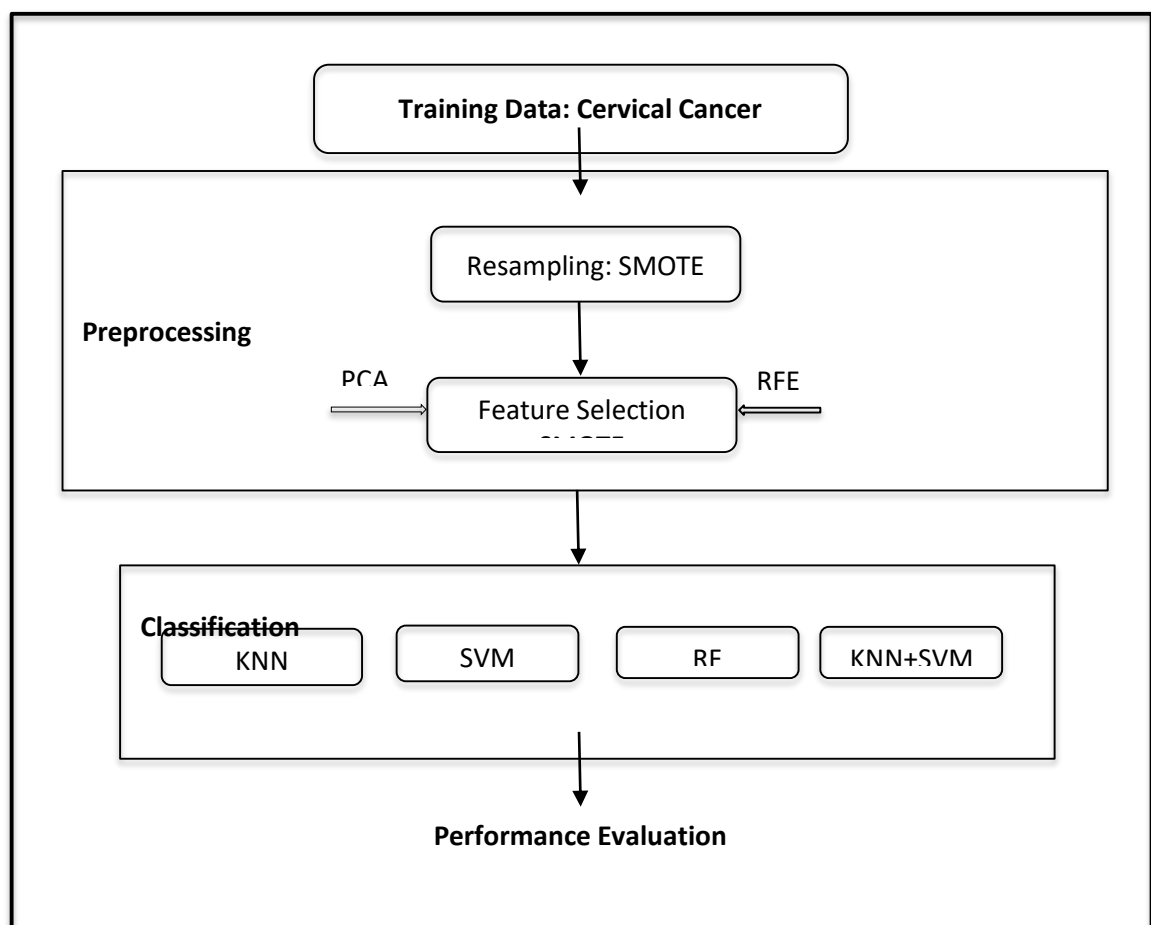 Training Data: Cervical Cancer
Resampling: SMOTE
Preprocessing
PCA
RFE
Feature Selection
SMOTE
Classification
KNN
SVM
RF
KNN+SVM
Performance Evaluation